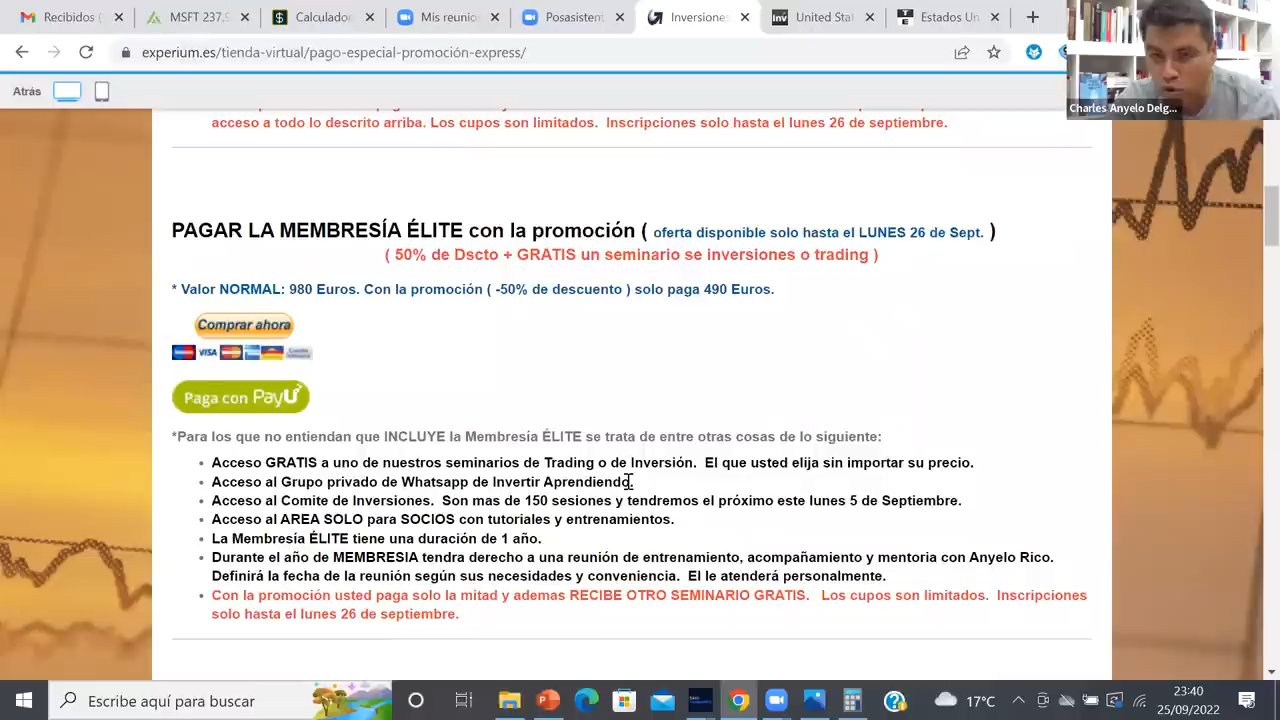 Recibidos (
MSFT 237,9
Calculado
Mis reunio
Posasisten
Inversione
United Sta
Estados Un
experium.es/tienda-virtual/pago-especial-promoción-express/
Charles Anyelo Delg...
Atrás
acceso a todo lo descrito arriba. Los cupos son limitados. Inscripciones solo hasta el lunes 26 de septiembre.
PAGAR LA MEMBRESÍA ÉLITE con la promoción ( oferta disponible solo hasta el LUNES 26 de Sept. )
( 50% de Dscto + GRATIS un seminario se inversiones o trading )
* Valor NORMAL: 980 Euros. Con la promoción ( -50% de descuento ) solo paga 490 Euros.
Comprar ahora
VISA
Paga con PayU
*Para los que no entiendan que INCLUYE la Membresía ÉLITE se trata de entre otras cosas de lo siguiente:
Acceso GRATIS a uno de nuestros seminarios de Trading o de Inversión. El que usted elija sin importar su precio.
Acceso al Grupo privado de Whatsapp de Invertir Aprendiendo.
Acceso al Comite de Inversiones. Son mas de 150 sesiones y tendremos el próximo este lunes 5 de Septiembre.
Acceso al AREA SOLO para SOCIOS con tutoriales y entrenamientos.
La Membresía ÉLITE tiene una duración de 1 año.
Durante el año de MEMBRESIA tendra derecho a una reunión de entrenamiento, acompañamiento y mentoria con Anyelo Rico.
Definirá la fecha de la reunión según sus necesidades y conveniencia. El le atenderá personalmente.
Con la promoción usted paga solo la mitad y ademas RECIBE OTRO SEMINARIO GRATIS. Los cupos son limitados. Inscripciones
solo hasta el lunes 26 de septiembre.
Escribe aquí para buscar
17°C
23:40
25/09/2022